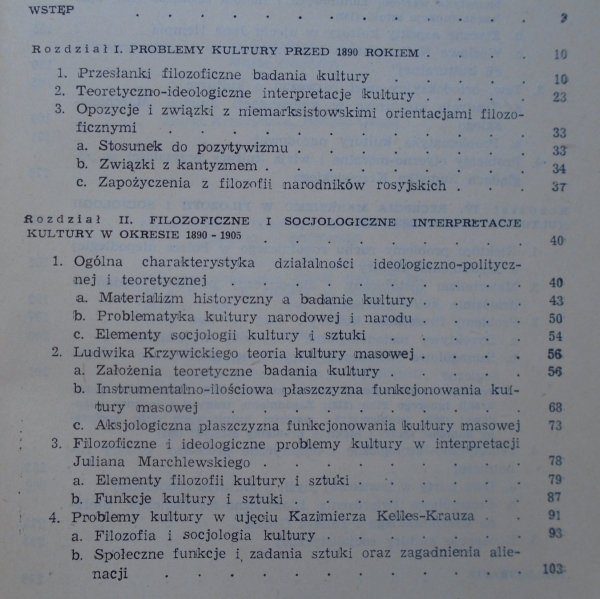 WSTĘP . . . . . . . . . . . . . . .
Rozdział I. PROBLEMY KULTURY PRZED 1890 ROKIEM . . . . 10
1. Przesłanki filozoficzne badania kultury . . . . . . 10
2. Teoretyczno-ideologiczne interpretacje kultury . . . . 23
3. Opozycje i związki z niemarksistowskimi orientacjami filozo-
ficznymi . . . . . . . . . . . . . 33
a. Stosunek do pozytywizmu . . . . . . . . 33
b. Związki z kantyzmem . . . . . . . . . 34
c. Zapożyczenia z filozofii narodników rosyjskich . . . . 37
Rozdział II. FILOZOFICZNE I SOCJOLOGICZNE INTERPRETACJE
KULTURY W OKRESIE 1890-1905 . . . . . . . . 40
1. Ogólna charakterystyka działalności ideologiczno-politycz-
nej i teoretycznej . . . . . . . . . . . 40
a. Materializm historyczny a badanie kultury . . . . . 43
b. Problematyka kultury narodowej i narodu . . . . . 50
c. Elementy socjologii kultury i sztuki . . . . . . 54
2. Ludwika Krzywickiego teoria kultury masowej . . . . 56
a. Założenia teoretyczne badania kultury . . . . . . 56
b. Instrumentalno-ilościowa płaszczyzna funkcjonowania kul-
tury masowej . . . . . . . . . . . 68
c. Aksjologiczna płaszczyzna funkcjonowania kultury masowej 73
3. Filozoficzne i ideologiczne problemy kultury w interpretacji
Juliana Marchlewskiego . . . . . . . . . . 78
a. Elementy filozofii kultury i sztuki . . . . . . . 79
b. Funkcje kultury i sztuki . . . . . . . . . 87
4. Problemy kultury w ujęciu Kazimierza Kelles-Krauza . . 91
a. Filozofia i socjologia kultury . . . . . . . . 93
b. Społeczne funkcje i zadania sztuki oraz zagadnienia alie-
nacji . . . . . . . . . . . . . 103